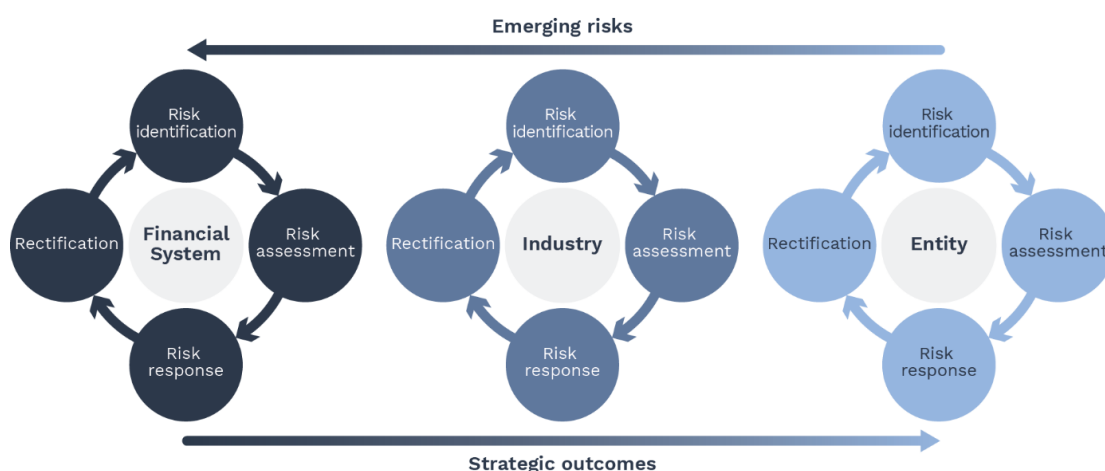 Emerging risks
Risk
identification
Rectification
Financial
System
Risk
assessment
Risk
response
Risk
identification
Rectification
Industry
Risk
assessment
Risk
response
Risk
identification
Rectification
Entity
Risk
assessment
Risk
response
Strategic outcomes